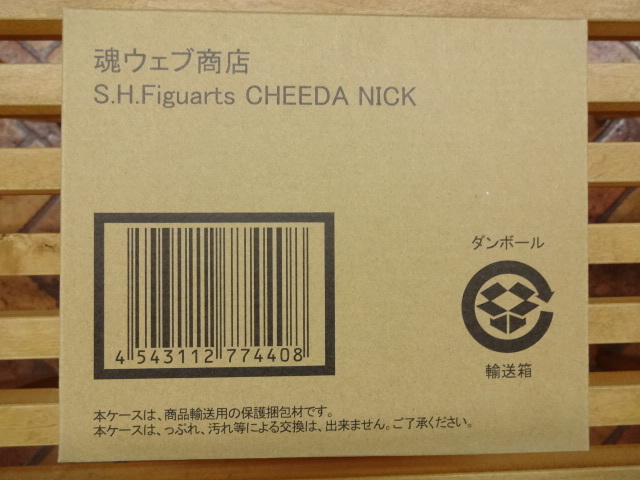 魂ウェブ商店
S.H.Figuarts CHEEDA NICK
ダンボール
4 543112 774408
輸送箱
本ケースは、商品輸送用の保護梱包材です。
本ケースは、つぶれ、汚れ等による交換は、出来ません。ご了承ください。